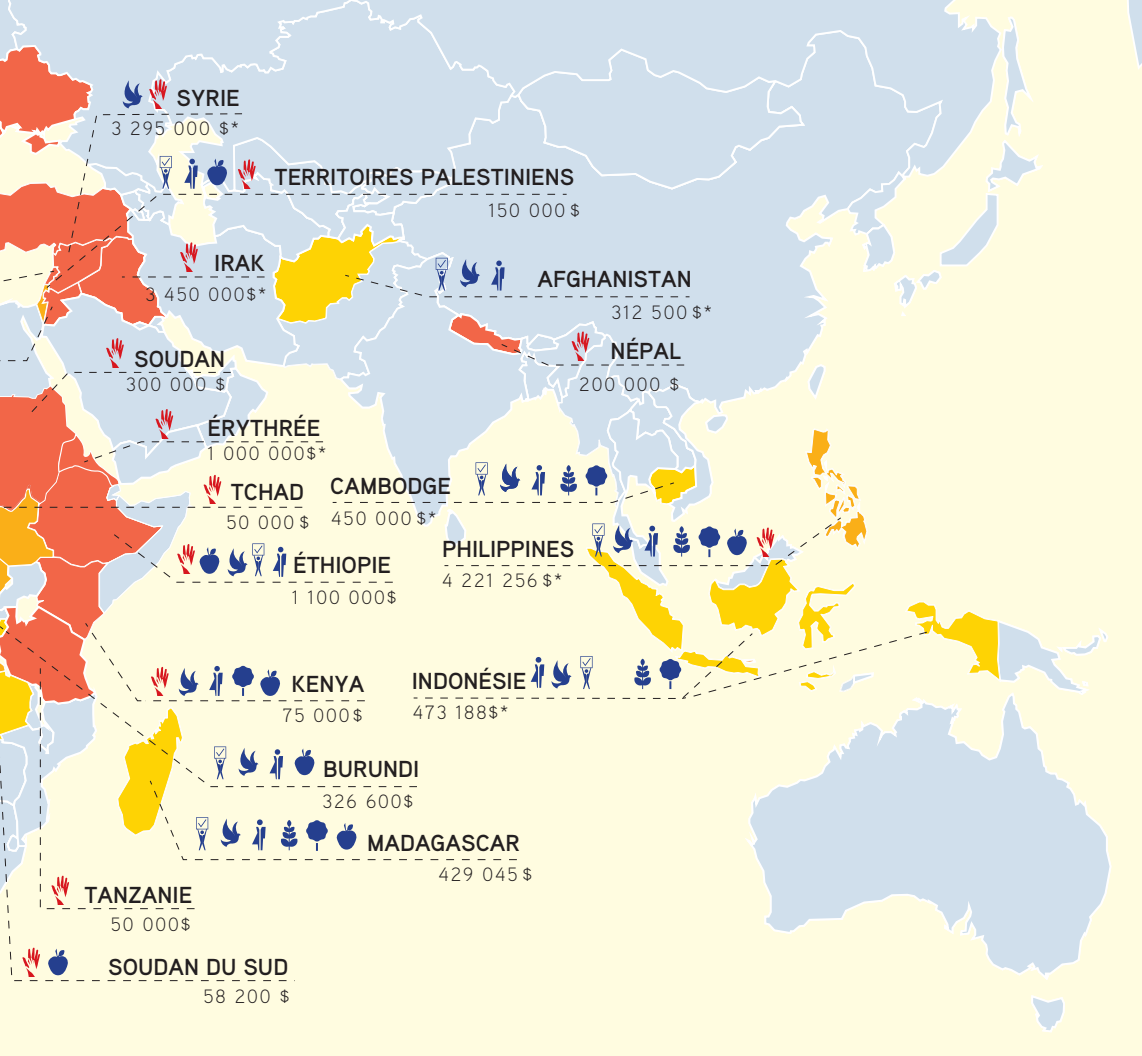 SYRIE
3 295 000 $*
TERRITOIRES PALESTINIENS
150 000 $
IRAK
3 450 000$*
AFGHANISTAN
312 500 $*
NÉPAL
200 000 $
SOUDAN
300 000 $
ÉRYTHRÉE
1 000 000$*
TCHAD
50 000 $
CAMBODGE
450 000 $*
PHILIPPINES
4 221 256 $*
ÉTHIOPIE
1 100 000$
KENYA
75 000$
INDONÉSIE
473 188$*
BURUNDI
326 600$
MADAGASCAR
429 045 $
TANZANIE
50 000$
SOUDAN DU SUD
58 200 $